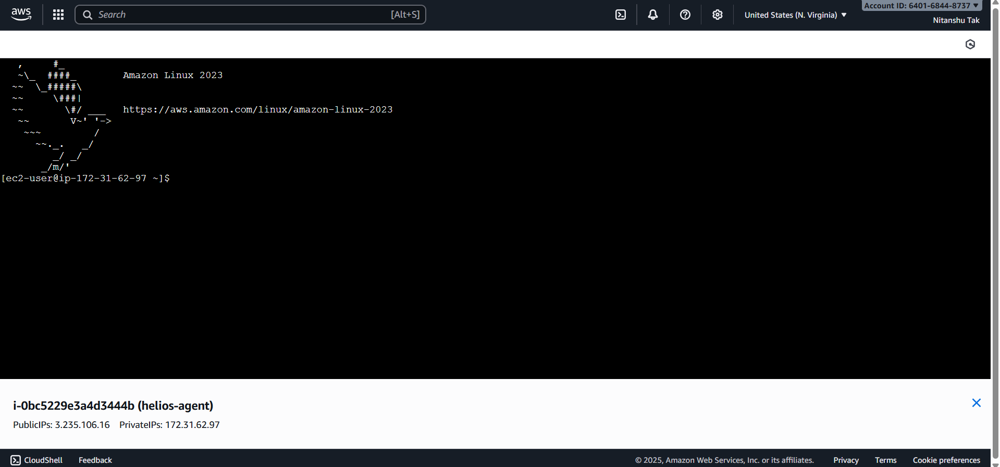 aws
Search [Alt+S]
United States (N. Virginia) ▼
Account ID: 6401-6844-8737 ▼
Nitanshu Tak
   ,     #_
   ~\_  ####_        Amazon Linux 2023
  ~~  \_#####\
  ~~     \###|
  ~~       \#/ ___   https://aws.amazon.com/linux/amazon-linux-2023
   ~~       V~' '->
    ~~~         /
      ~~._.   _/
         _/ _/
       _/m/'
[ec2-user@ip-172-31-62-97 ~]$
i-0bc5229e3a4d3444b (helios-agent)
PublicIPs: 3.235.106.16 PrivateIPs: 172.31.62.97
CloudShell Feedback © 2025, Amazon Web Services, Inc. or its affiliates. Privacy Terms Cookie preferences